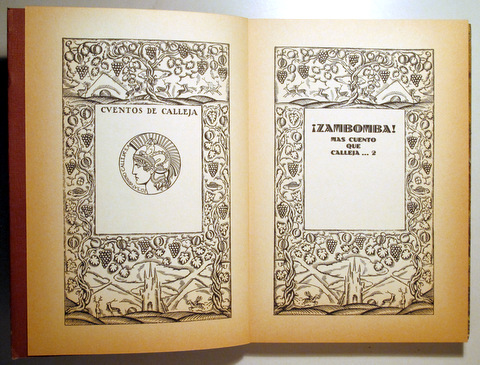 CVENTOS DE CALLEJA
¡ZAMBOMBA!
MAS CUENTO
QUE
CALLEJA ... 2